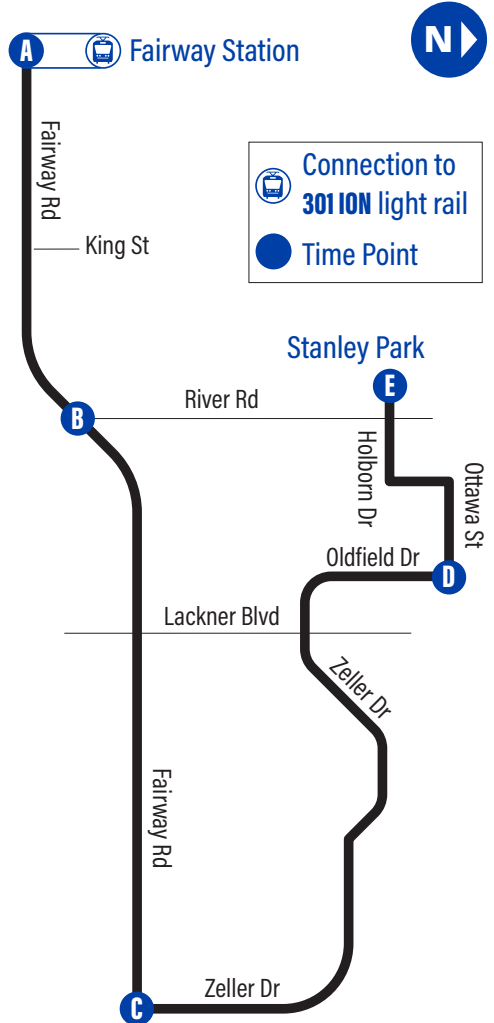 N
A
Fairway Station
Fairway Rd
Connection to
301 ION light rail
Time Point
King St
Stanley Park
E
River Rd
B
Holborn Dr
Ottawa St
Oldfield Dr
D
Lackner Blvd
Zeller Dr
Fairway Rd
Zeller Dr
C